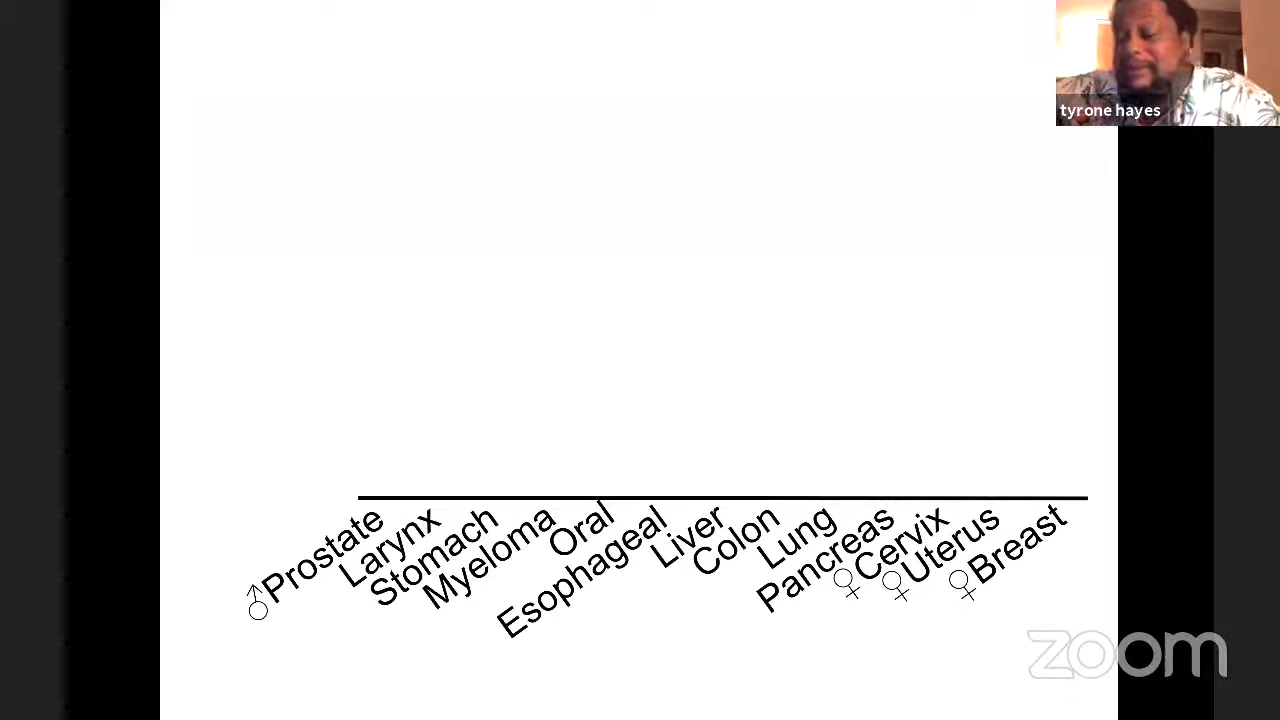 tyrone hayes
♂Prostate
Larynx
Stomach
Myeloma
Oral
Esophageal
Liver
Colon
Lung
Pancreas
♀Cervix
♀Uterus
♀Breast
zoom